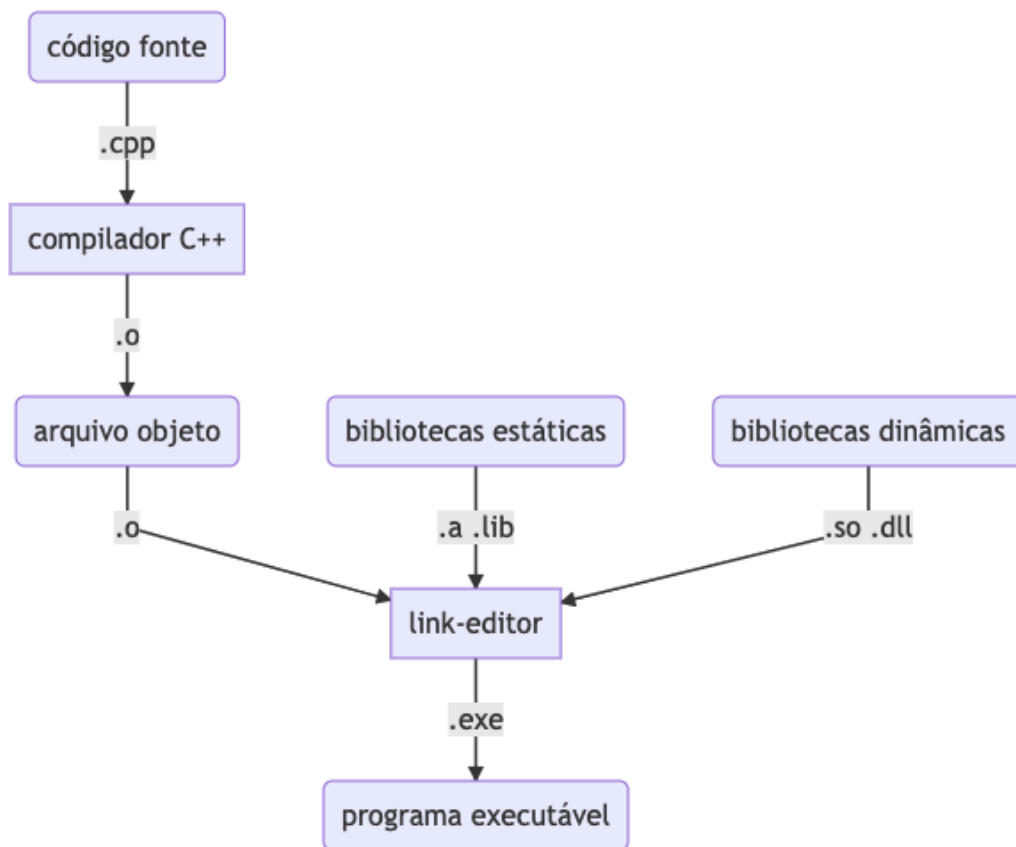 código fonte
.cpp
compilador C++
.o
arquivo objeto
bibliotecas estáticas
bibliotecas dinâmicas
.o
.a .lib
.so .dll
link-editor
.exe
programa executável